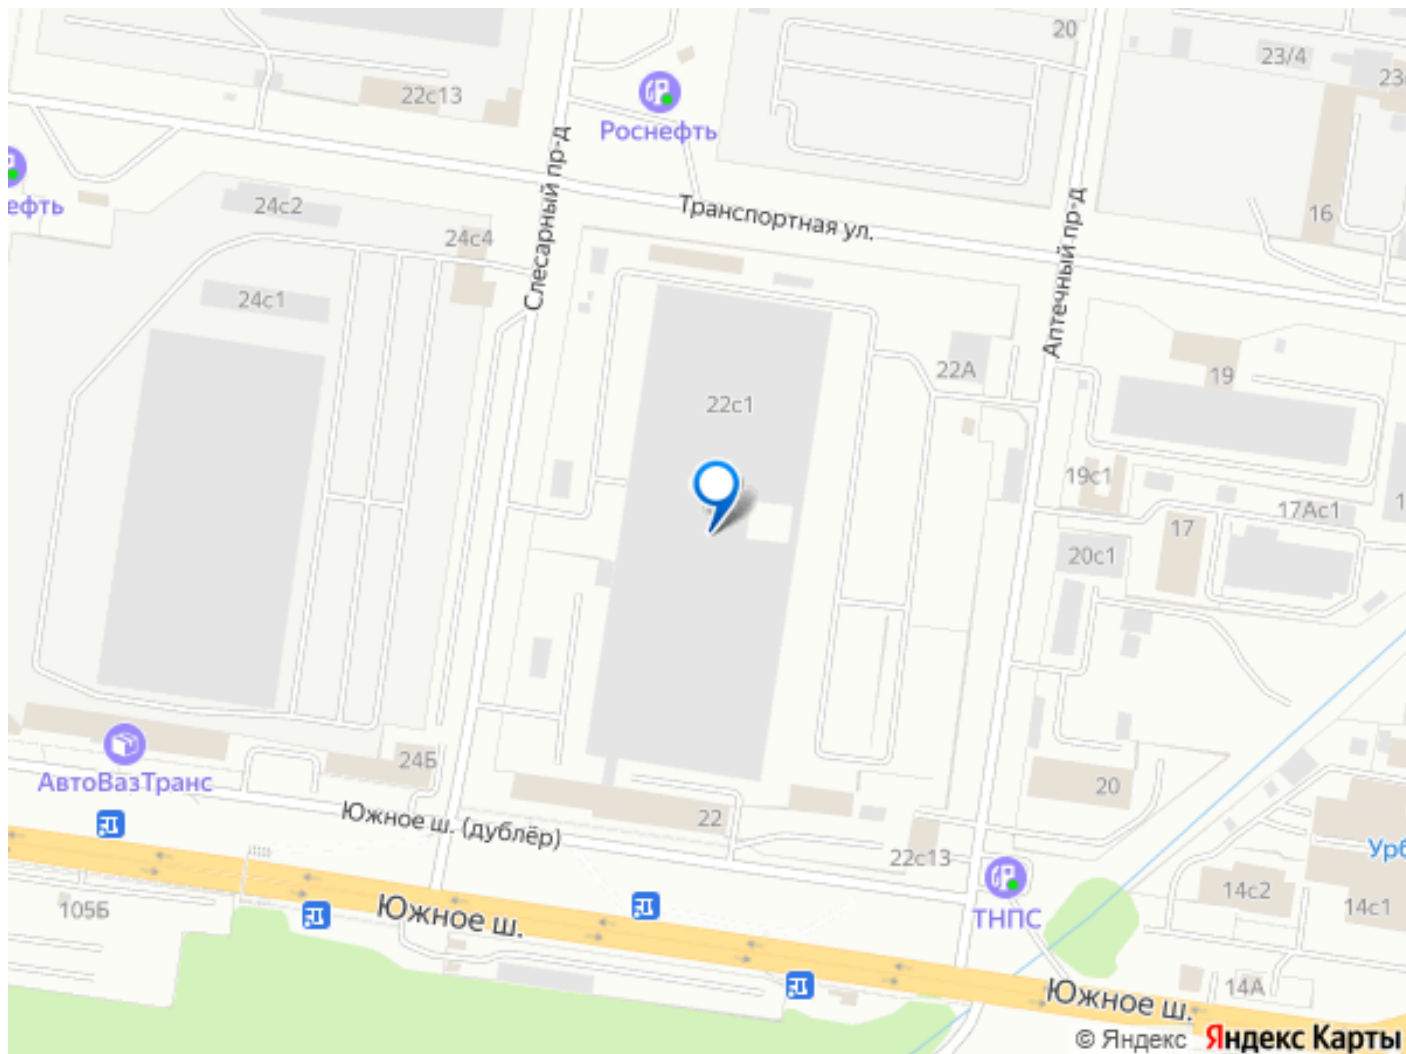 20
23/4
22с13
Роснефть
Слесарный пр-д
24с2
24с4
Транспортная ул.
Аптечный пр-д
16
24с1
22А
19
22с1
19с1
17Ас1
17
20с1
24Б
АвтоВазТранс
20
Южное ш. (дублёр)
22
22с13
14с2
14с1
105Б
Южное ш.
ТНПС
14А
Южное ш.
© Яндекс Яндекс Карты